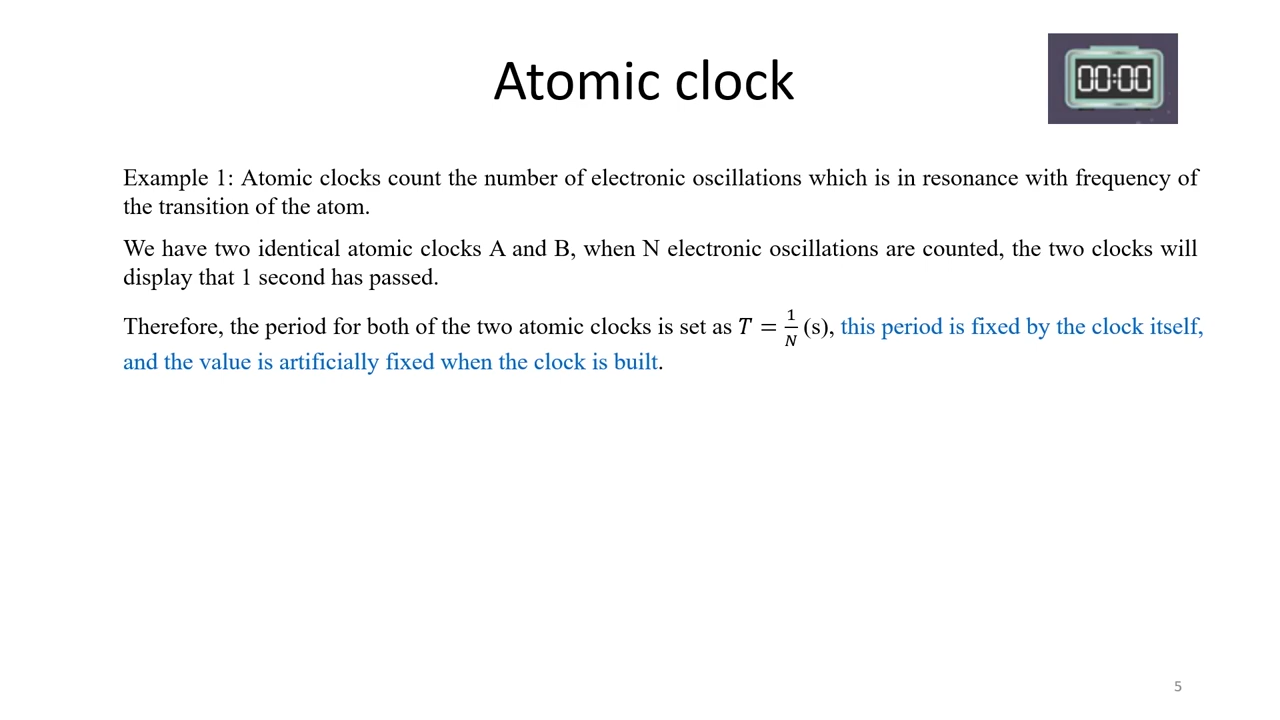 Atomic clock
00:00
Example 1: Atomic clocks count the number of electronic oscillations which is in resonance with frequency of
the transition of the atom.
We have two identical atomic clocks A and B, when N electronic oscillations are counted, the two clocks will
display that 1 second has passed.
Therefore, the period for both of the two atomic clocks is set as T = 1/N (s), this period is fixed by the clock itself,
and the value is artificially fixed when the clock is built.
5